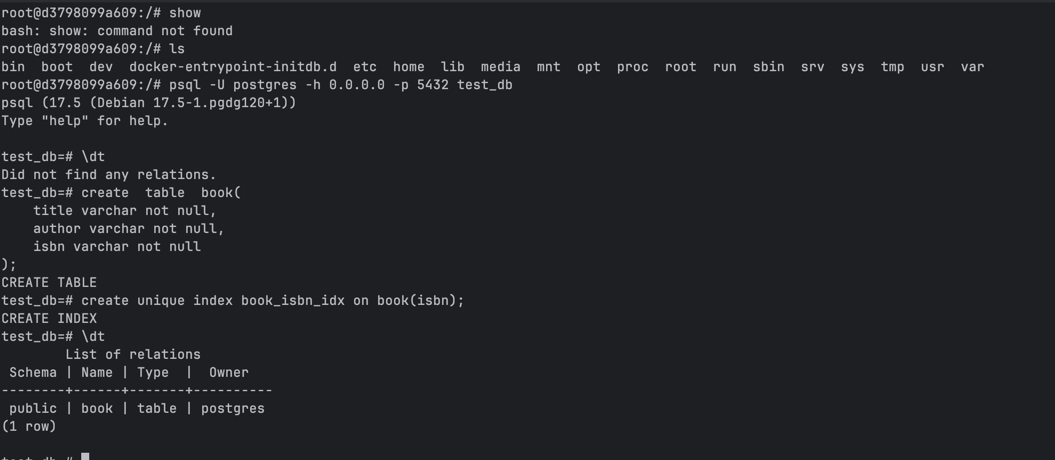 root@d3798099a609:/# show
bash: show: command not found
root@d3798099a609:/# ls
bin  boot  dev  docker-entrypoint-initdb.d  etc  home  lib  media  mnt  opt  proc  root  run  sbin  srv  sys  tmp  usr  var
root@d3798099a609:/# psql -U postgres -h 0.0.0.0 -p 5432 test_db
psql (17.5 (Debian 17.5-1.pgdg120+1))
Type "help" for help.

test_db=# \dt
Did not find any relations.
test_db=# create  table  book(
    title varchar not null,
    author varchar not null,
    isbn varchar not null
);
CREATE TABLE
test_db=# create unique index book_isbn_idx on book(isbn);
CREATE INDEX
test_db=# \dt
        List of relations
 Schema | Name | Type  |  Owner
--------+------+-------+----------
 public | book | table | postgres
(1 row)

test_db=#